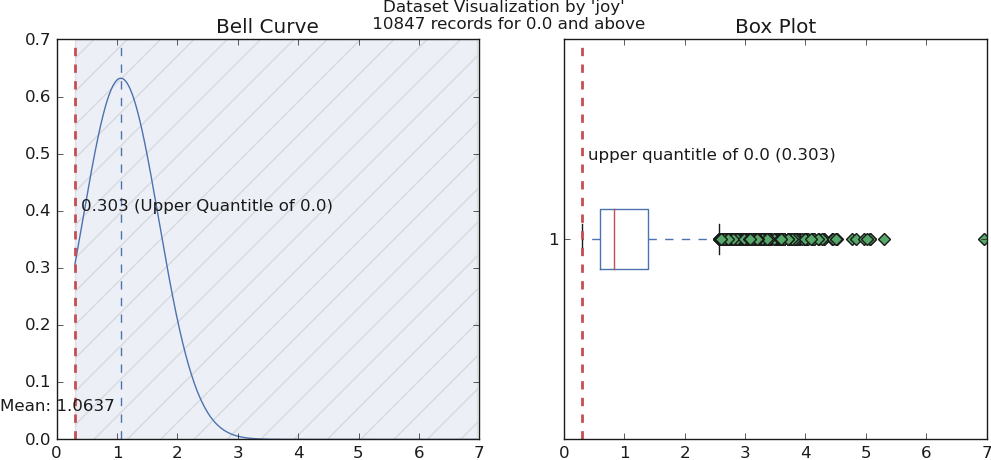 Dataset Visualization by 'joy'
10847 records for 0.0 and above
Bell Curve
0.7
0.6
0.5
0.4
0.3
0.2
0.1
0.0
0.303 (Upper Quantitle of 0.0)
Mean: 1.0637
0 1 2 3 4 5 6 7
Box Plot
upper quantitle of 0.0 (0.303)
1
0 1 2 3 4 5 6 7